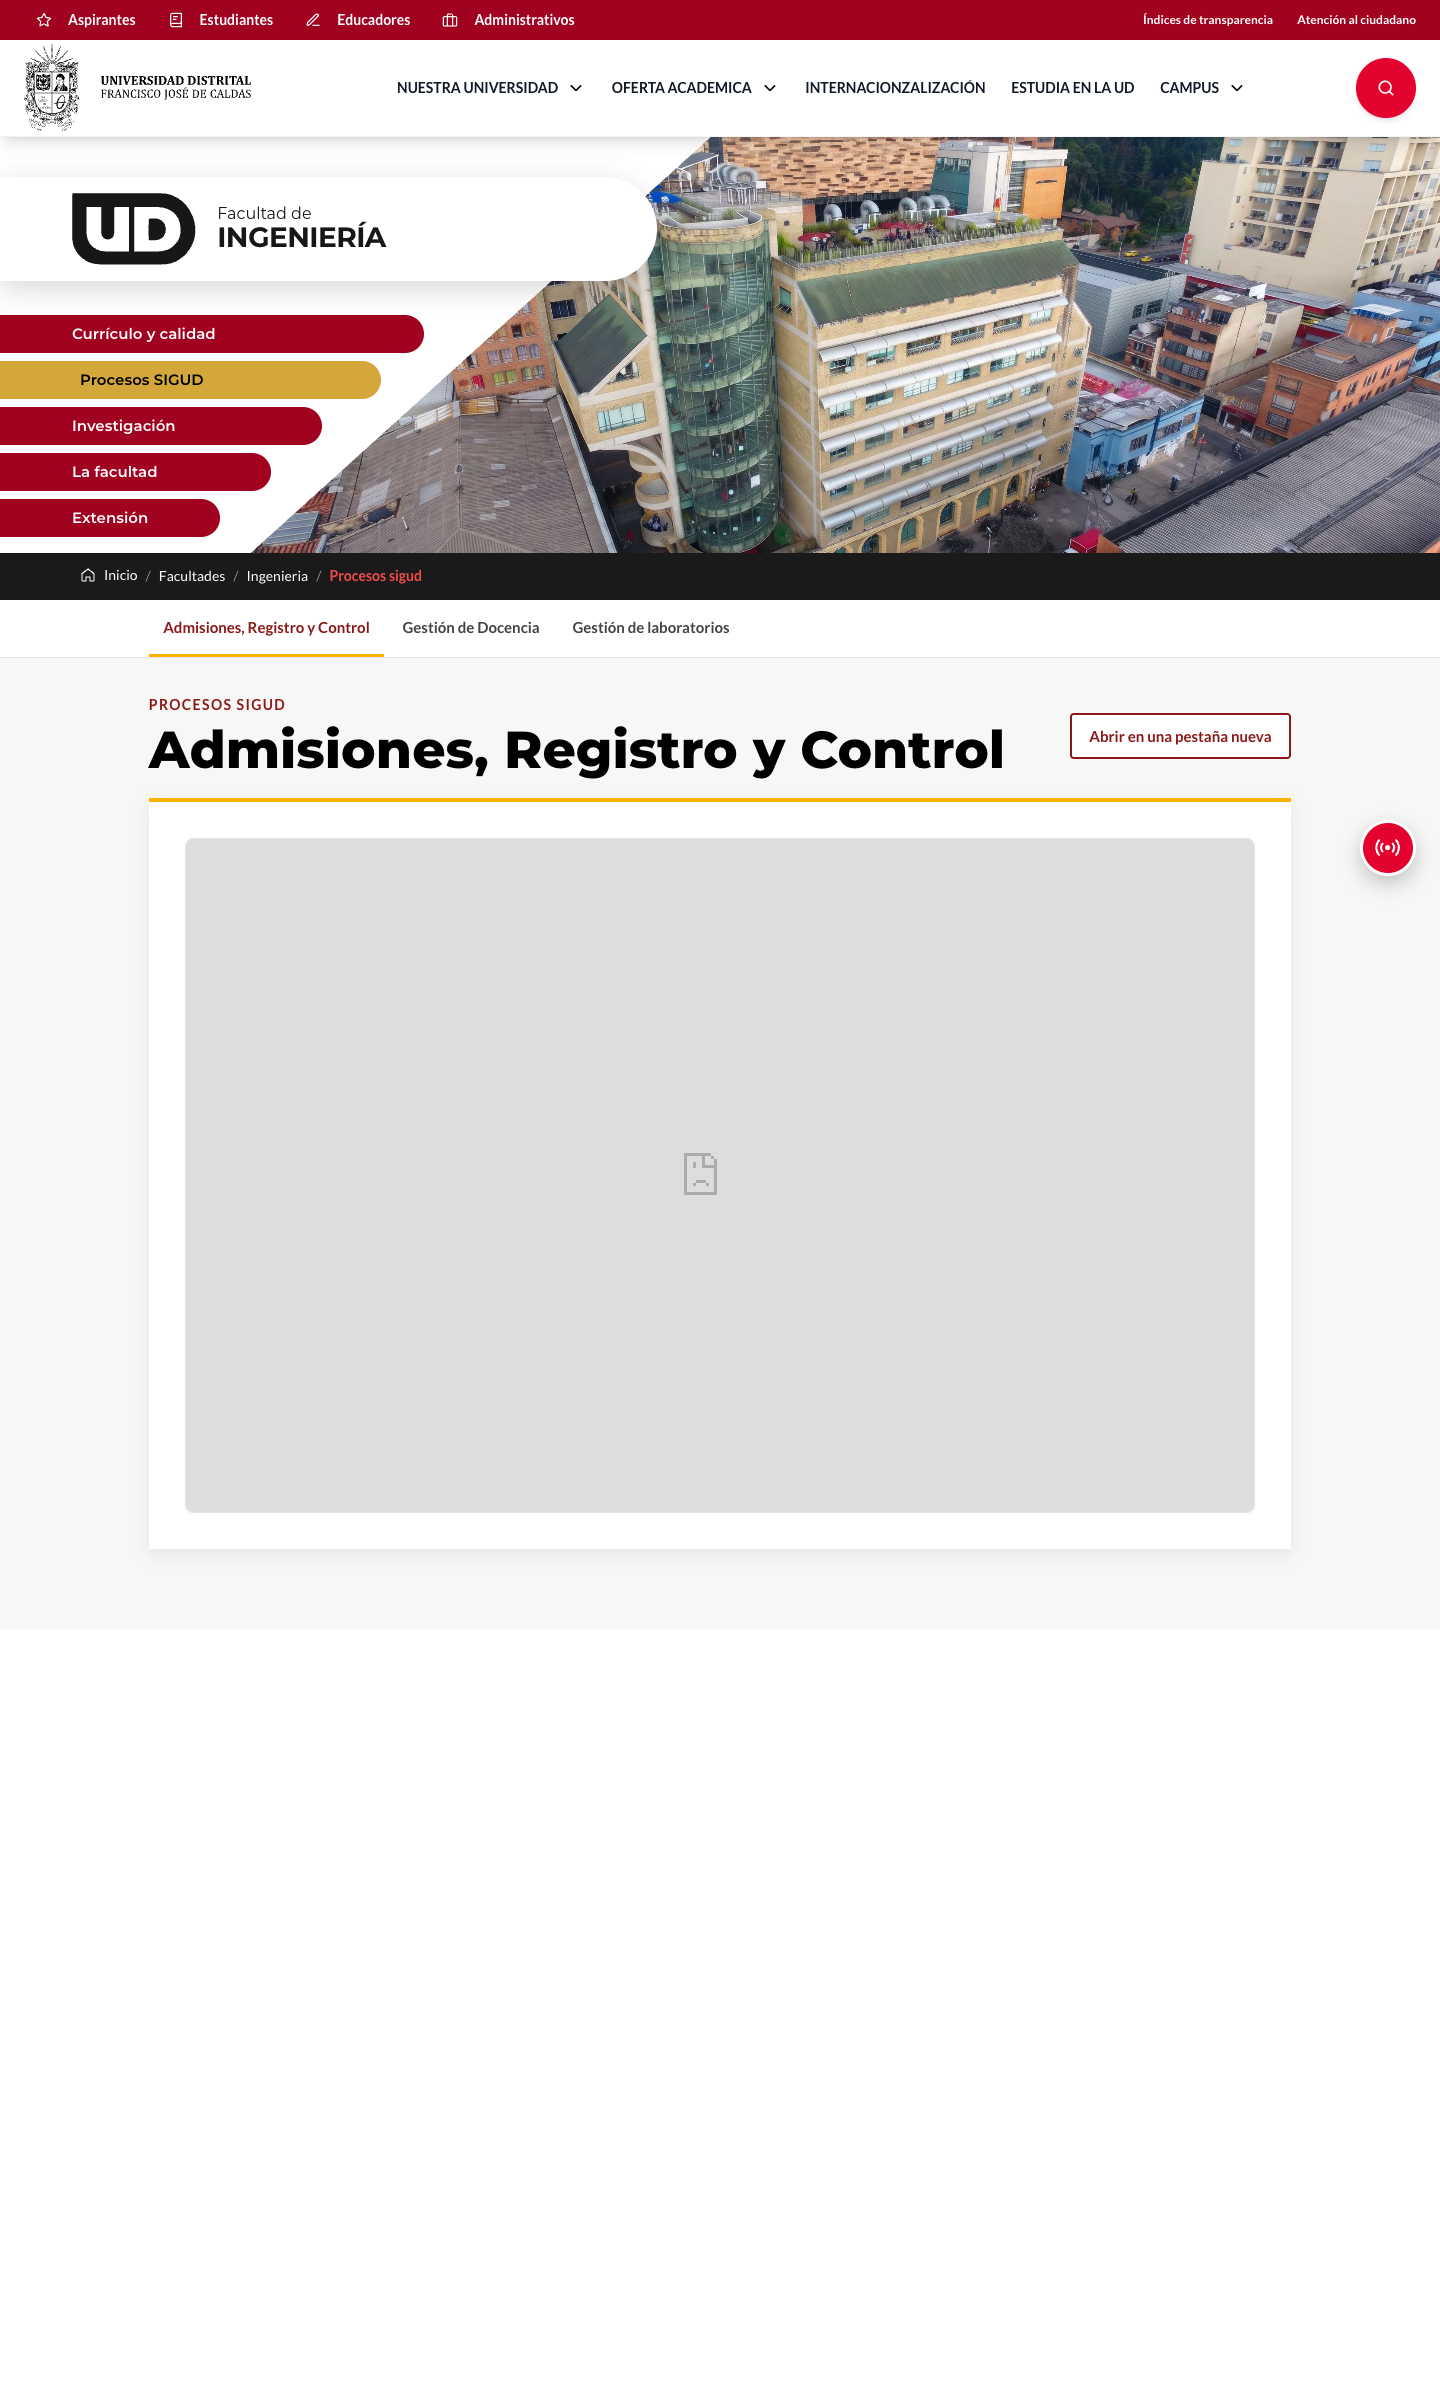 Aspirantes
Estudiantes
Educadores
Administrativos
Índices de transparencia
Atención al ciudadano
UNIVERSIDAD DISTRITAL
FRANCISCO JOSÉ DE CALDAS
NUESTRA UNIVERSIDAD
OFERTA ACADEMICA
INTERNACIONZALIZACIÓN
ESTUDIA EN LA UD
CAMPUS
UD
Facultad de
INGENIERÍA
Currículo y calidad
Procesos SIGUD
Investigación
La facultad
Extensión
Inicio / Facultades / Ingenieria / Procesos sigud
Admisiones, Registro y Control
Gestión de Docencia
Gestión de laboratorios
PROCESOS SIGUD
Admisiones, Registro y Control
Abrir en una pestaña nueva